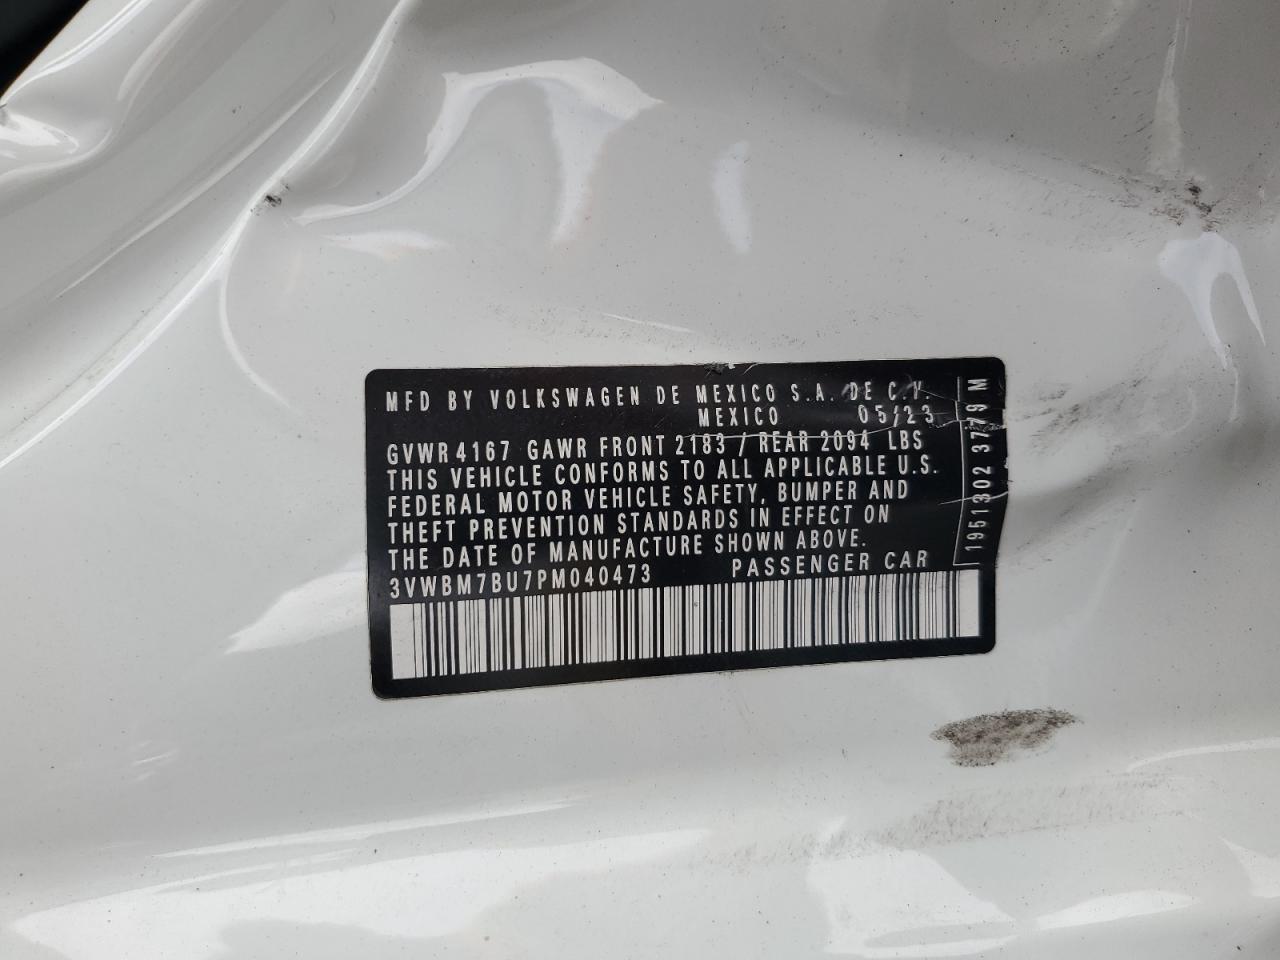 MFD BY VOLKSWAGEN DE MEXICO S.A. DE C.V.
MEXICO 05/23
GVWR 4167 GAWR FRONT 2183 / REAR 2094 LBS
THIS VEHICLE CONFORMS TO ALL APPLICABLE U.S.
FEDERAL MOTOR VEHICLE SAFETY, BUMPER AND
THEFT PREVENTION STANDARDS IN EFFECT ON
THE DATE OF MANUFACTURE SHOWN ABOVE.
3VWBM7BU7PM040473 PASSENGER CAR
1951302 3779 M